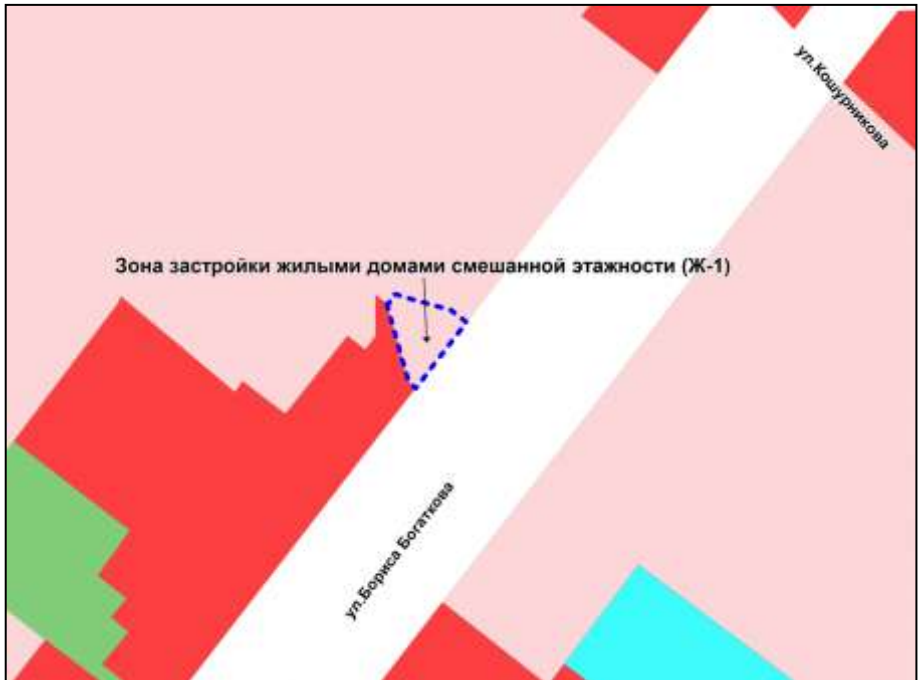 ул.Кошурникова
Зона застройки жилыми домами смешанной этажности (Ж-1)
ул.Бориса Богаткова